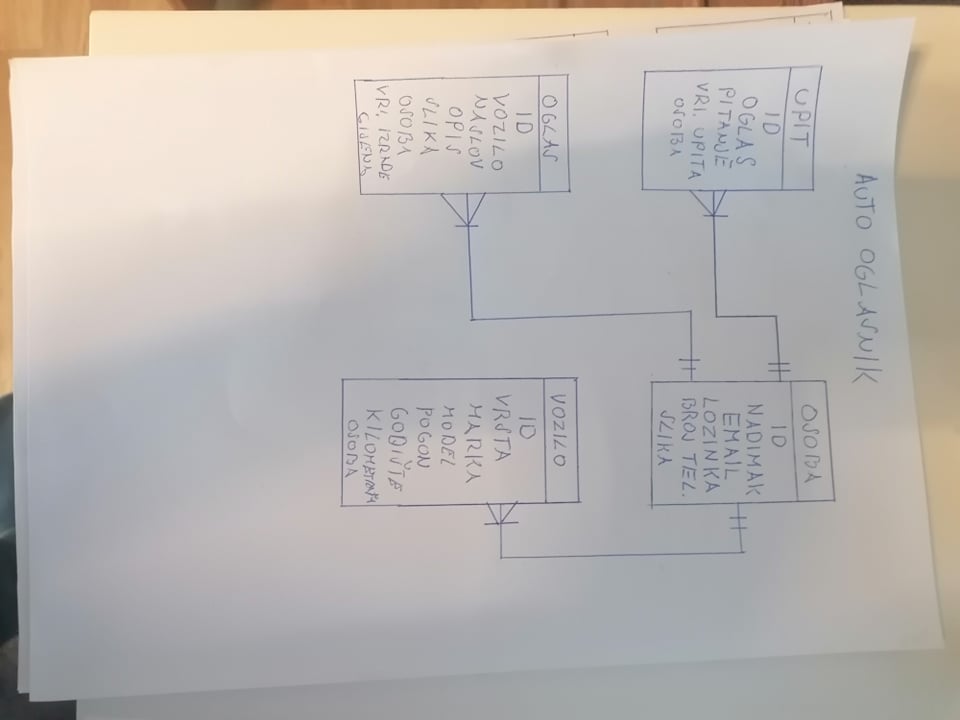 AUTO OGLASNIK
UPIT
ID
OGLAS
PITANJE
VRI. UPITA
OSOBA
OSOBA
ID
NADIMAK
EMAIL
LOZINKA
BROJ TEL.
SLIKA
OGLAS
ID
VOZILO
NASLOV
OPIS
SLIKA
OSOBA
VRI. IZRADE
CIJENA
VOZILO
ID
VRSTA
MARKA
MODEL
POGON
GODIŠTE
OSOBA